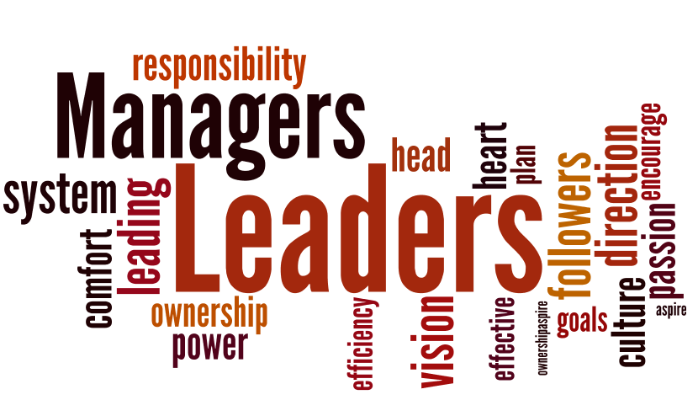 responsibility
Managers
head
heart
plan
encourage
direction
followers
system
leading
Leaders
passion
comfort
ownership
power
efficiency
vision
effective
ownershipaspire
goals
culture
aspire